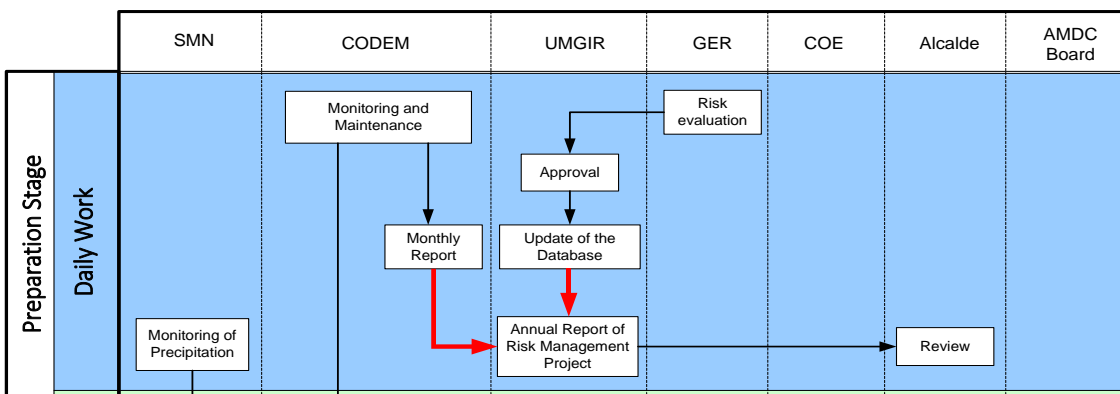 SMN
CODEM
UMGIR
GER
COE
Alcalde
AMDC
Board
Preparation Stage
Daily Work
Monitoring and
Maintenance
Risk
evaluation
Approval
Monthly
Report
Update of the
Database
Monitoring of
Precipitation
Annual Report of
Risk Management
Project
Review